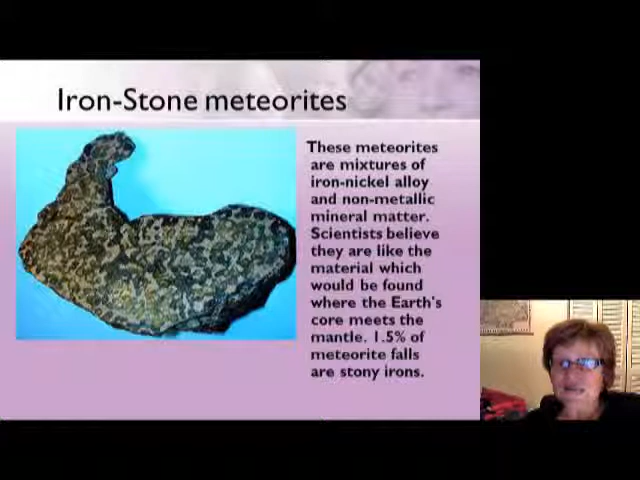 Iron-Stone meteorites
These meteorites
are mixtures of
iron-nickel alloy
and non-metallic
mineral matter.
Scientists believe
they are like the
material which
would be found
where the Earth's
core meets the
mantle. 1.5% of
meteorite falls
are stony irons.